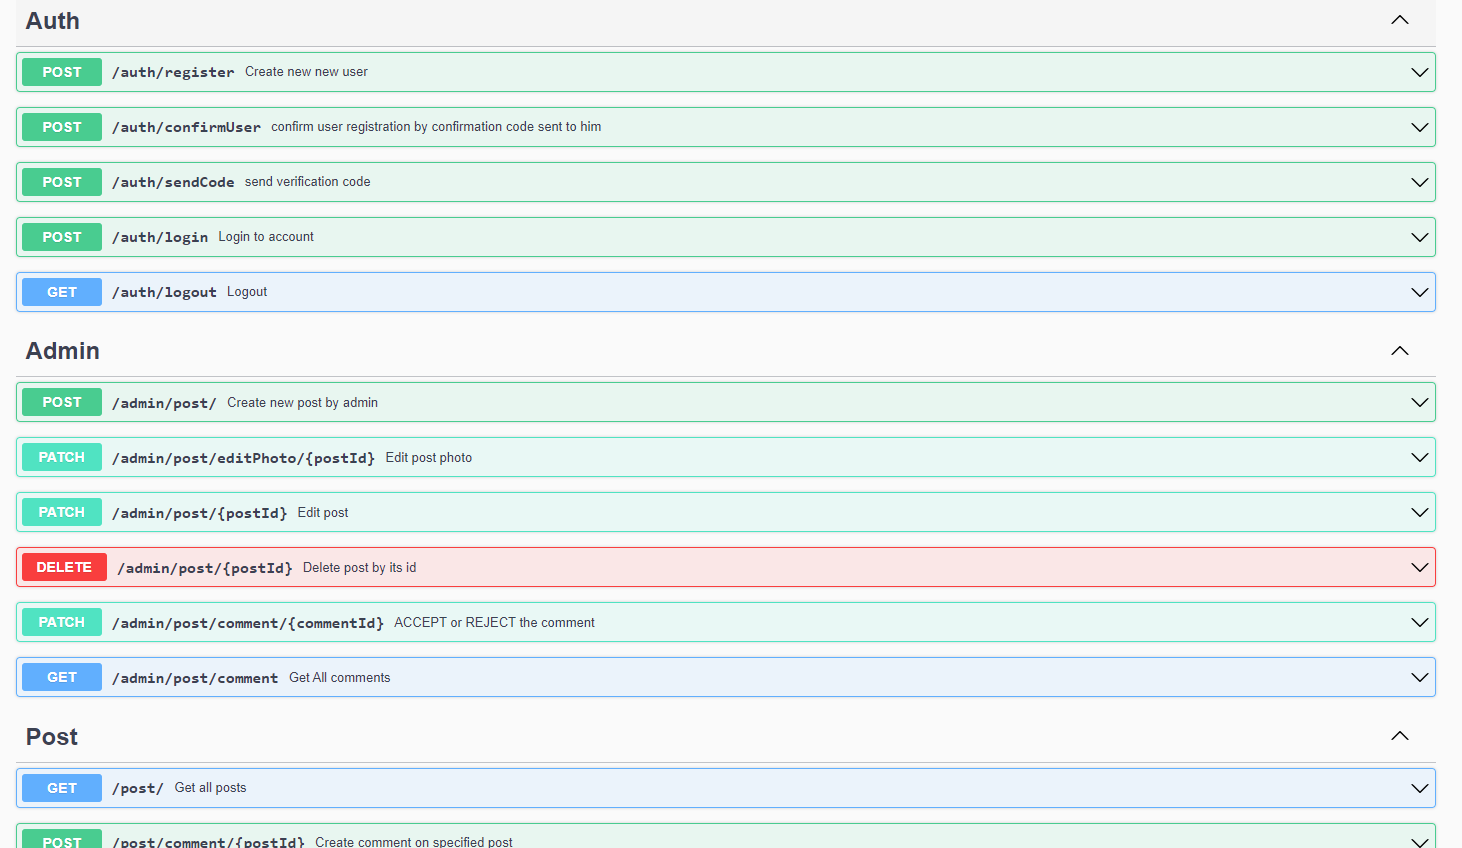 Auth
POST /auth/register Create new new user
POST /auth/confirmUser confirm user registration by confirmation code sent to him
POST /auth/sendCode send verification code
POST /auth/login Login to account
GET /auth/logout Logout
Admin
POST /admin/post/ Create new post by admin
PATCH /admin/post/editPhoto/{postId} Edit post photo
PATCH /admin/post/{postId} Edit post
DELETE /admin/post/{postId} Delete post by its id
PATCH /admin/post/comment/{commentId} ACCEPT or REJECT the comment
GET /admin/post/comment Get All comments
Post
GET /post/ Get all posts
POST /post/comment/{postId} Create comment on specified post